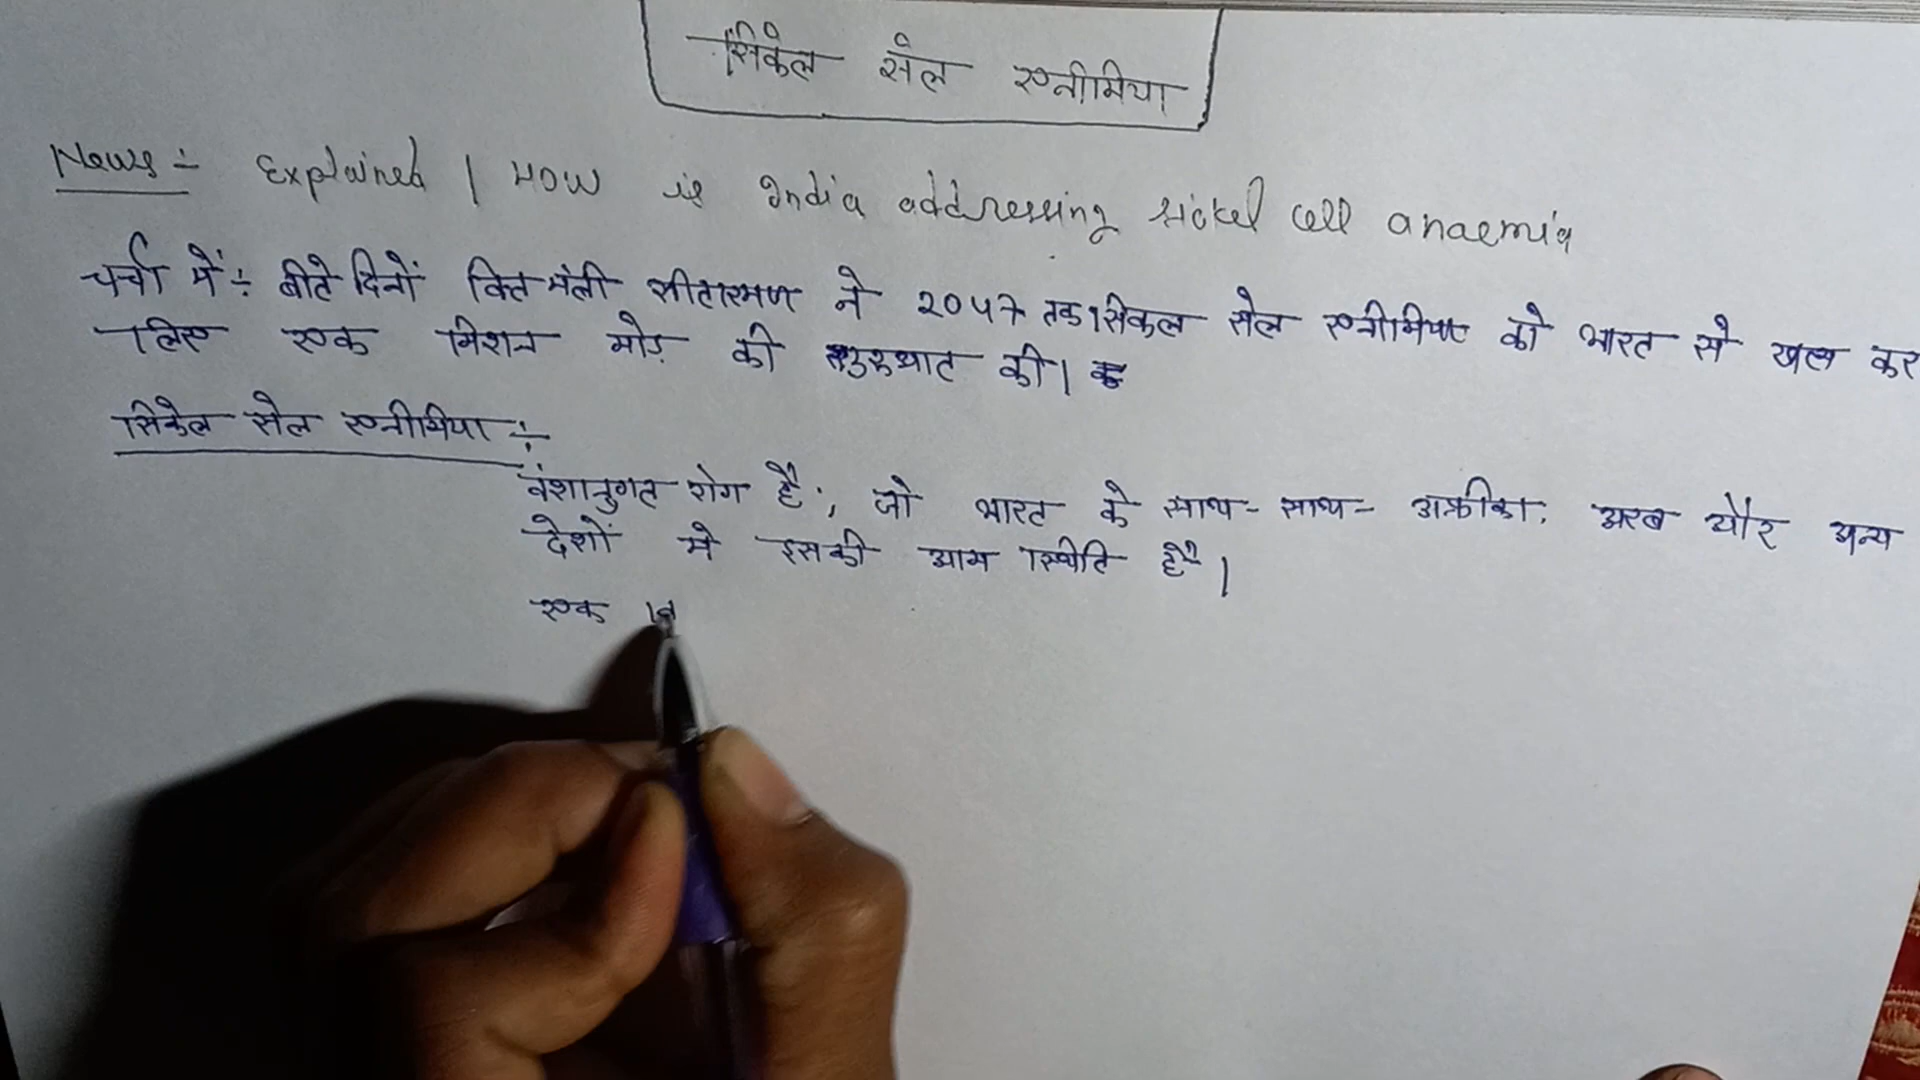 सिकेल सेल एनीमिया
News :- Explained | How is India addressing sickel cell anaemia
चर्चा में :- बीते दिनों वित्त मंत्री सीतारमण ने 2047 तक सिकल सेल एनीमिया को भारत से खत्म कर
लिए एक मिशन मोड़ की शुरुआत की।
सिकेल सेल एनीमिया :-
वंशानुगत रोग है, जो भारत के साथ-साथ- अफ्रीका, अरब और अन्य
देशों मे इसकी आम स्थिति है।
एक